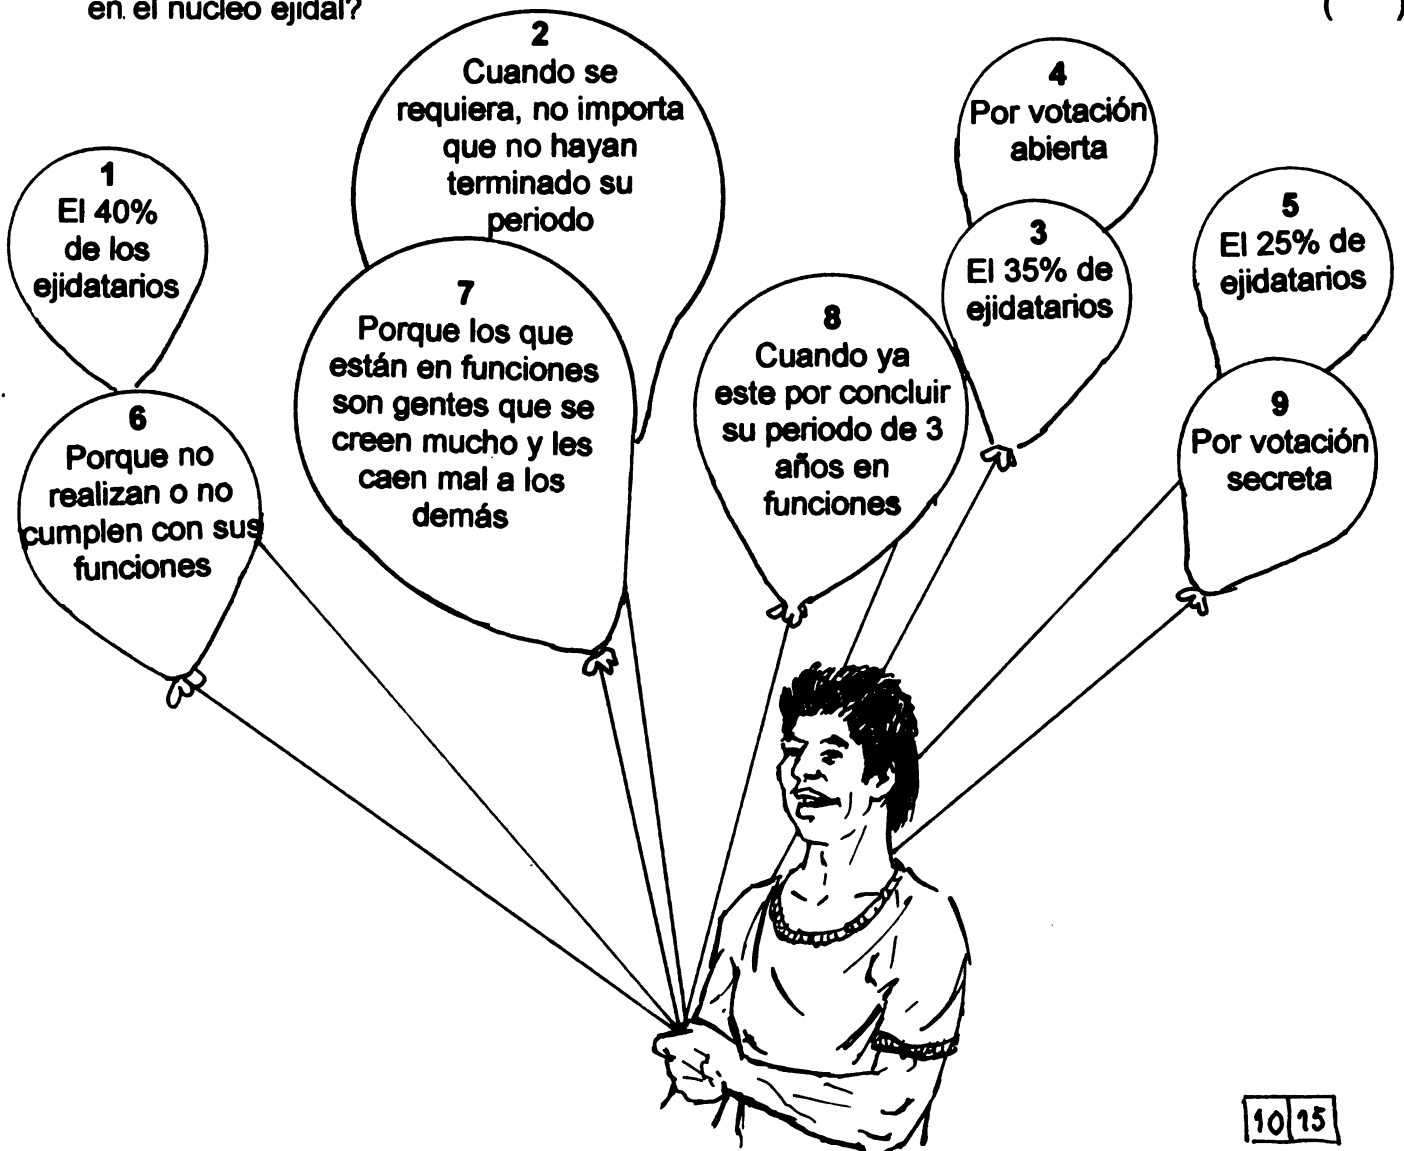 en el núcleo ejidal?
( )
2
Cuando se
requiera, no importa
que no hayan
terminado su
periodo
4
Por votación
abierta
1
El 40%
de los
ejidatarios
3
El 35% de
ejidatarios
5
El 25% de
ejidatarios
7
Porque los que
están en funciones
son gentes que se
creen mucho y les
caen mal a los
demás
8
Cuando ya
este por concluir
su periodo de 3
años en
funciones
6
Porque no
realizan o no
cumplen con sus
funciones
9
Por votación
secreta
10 15